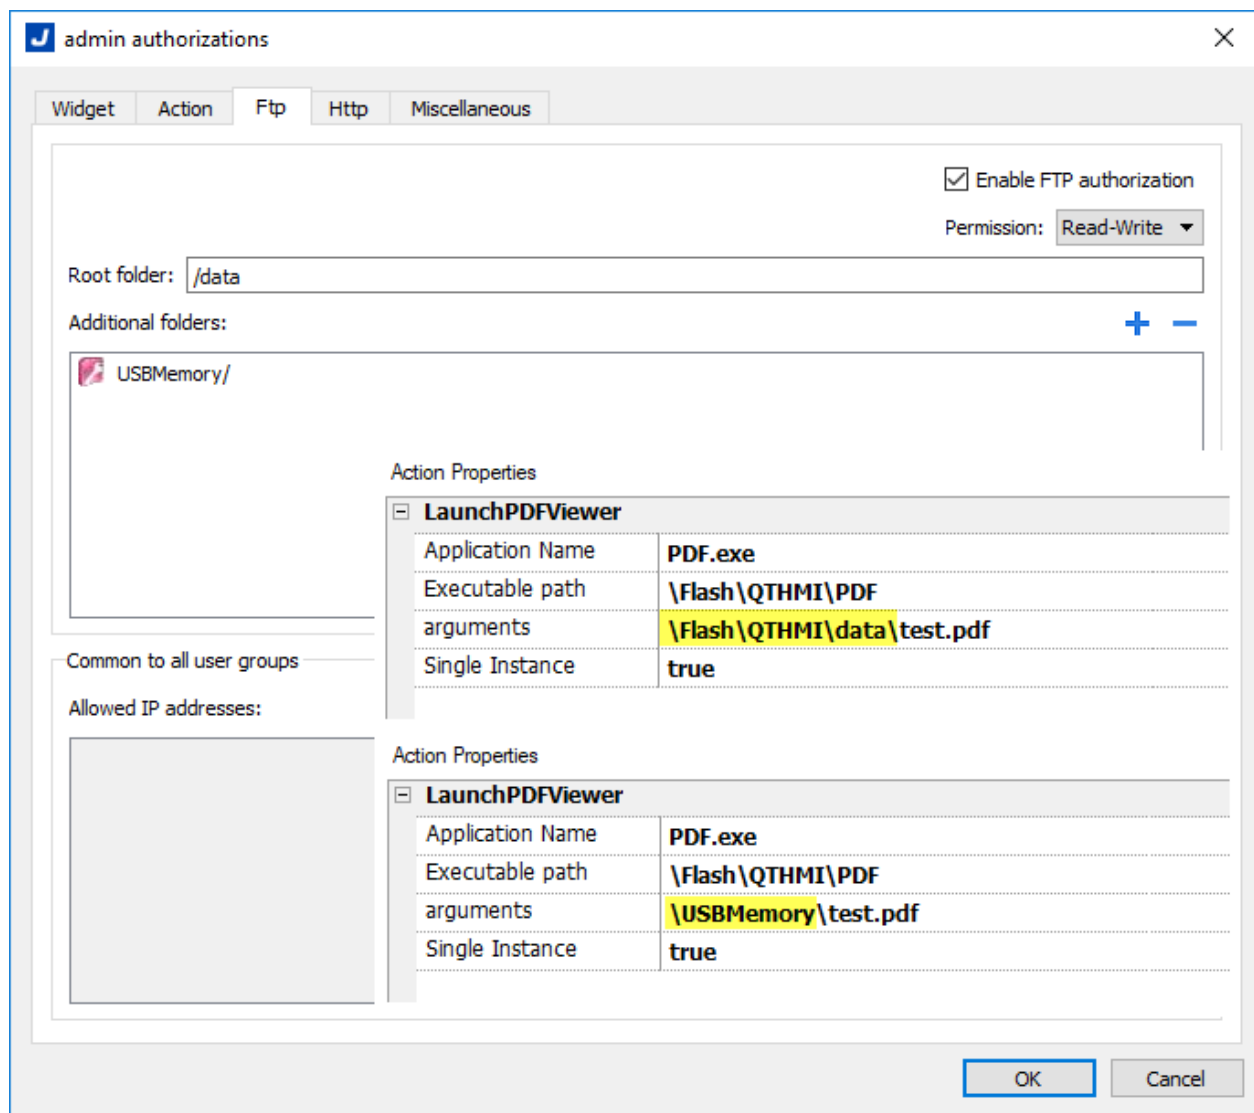 admin authorizations
Widget Action Ftp Http Miscellaneous
Enable FTP authorization
Permission: Read-Write
Root folder: /data
Additional folders:
USBMemory/
Action Properties
LaunchPDFViewer
Application Name PDF.exe
Executable path \Flash\QTHMI\PDF
arguments \Flash\QTHMI\data\test.pdf
Single Instance true
Common to all user groups
Allowed IP addresses:
Action Properties
LaunchPDFViewer
Application Name PDF.exe
Executable path \Flash\QTHMI\PDF
arguments \USBMemory\test.pdf
Single Instance true
OK Cancel